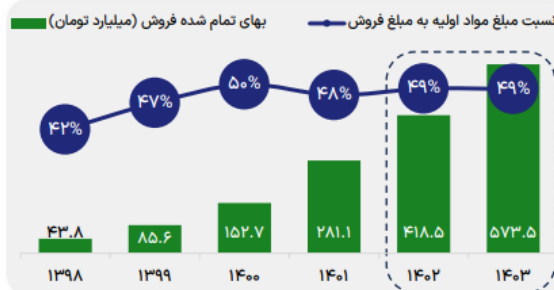 نسبت مبلغ مواد اولیه به مبلغ فروش بهای تمام شده فروش (میلیارد تومان)
۴۲% ۴۷% ۵۰% ۴۸% ۴۹% ۴۹%
۴۳.۸ ۸۵.۶ ۱۵۲.۷ ۲۸۱.۱ ۴۱۸.۵ ۵۷۳.۵
۱۳۹۸ ۱۳۹۹ ۱۴۰۰ ۱۴۰۱ ۱۴۰۲ ۱۴۰۳